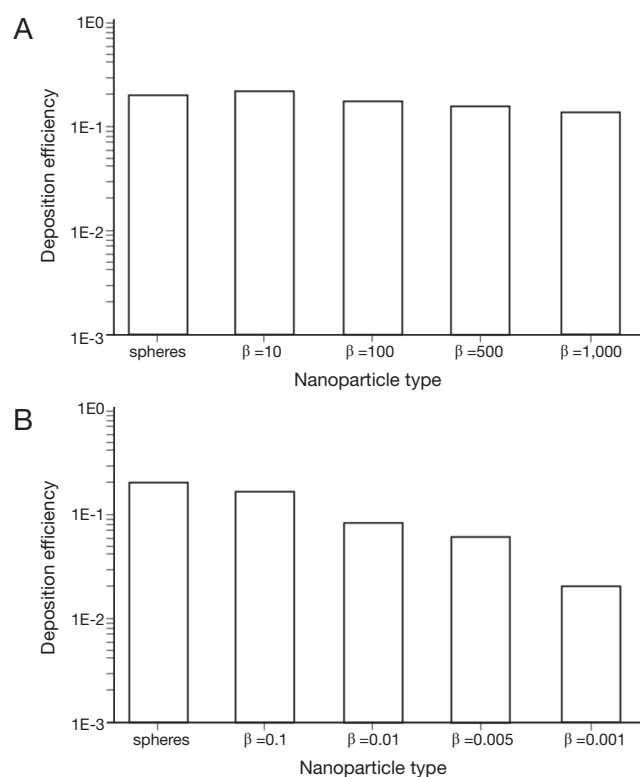 A
Deposition efficiency
1E0
1E-1
1E-2
1E-3
spheres β =10 β =100 β =500 β =1,000
Nanoparticle type
B
Deposition efficiency
1E0
1E-1
1E-2
1E-3
spheres β =0.1 β =0.01 β =0.005 β =0.001
Nanoparticle type